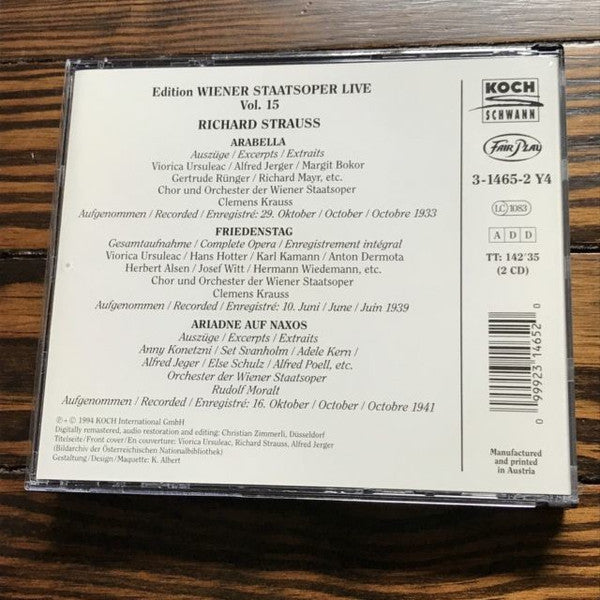 Edition WIENER STAATSOPER LIVE
Vol. 15
RICHARD STRAUSS
ARABELLA
Auszüge / Excerpts / Extraits
Viorica Ursuleac / Alfred Jerger / Margit Bokor
Gertrude Rünger / Richard Mayr, etc.
Chor und Orchester der Wiener Staatsoper
Clemens Krauss
Aufgenommen / Recorded / Enregistré: 29. Oktober / October / Octobre 1933
FRIEDENSTAG
Gesamtaufnahme / Complete Opera / Enregistrement intégral
Viorica Ursuleac / Hans Hotter / Karl Kamann / Anton Dermota
Herbert Alsen / Josef Witt / Hermann Wiedemann, etc.
Chor und Orchester der Wiener Staatsoper
Clemens Krauss
Aufgenommen / Recorded / Enregistré: 10. Juni / June / Juin 1939
ARIADNE AUF NAXOS
Auszüge / Excerpts / Extraits
Anny Konetzni / Set Svanholm / Adele Kern /
Alfred Jeger / Else Schulz / Alfred Poell, etc.
Orchester der Wiener Staatsoper
Rudolf Moralt
Aufgenommen / Recorded / Enregistré: 16. Oktober / October / Octobre 1941
℗ + © 1994 KOCH International GmbH
Digitally remastered, audio restoration and editing: Christian Zimmerli, Düsseldorf
Titelseite / Front cover / En couverture: Viorica Ursuleac, Richard Strauss, Alfred Jerger
(Bildarchiv der Österreichischen Nationalbibliothek)
Gestaltung / Design / Maquette: K. Albert
KOCH
SCHWANN
FAIR PLAY
3-1465-2 Y4
LC 1083
A D D
TT: 142'35
(2 CD)
0 99923 14652 0
Manufactured
and printed
in Austria